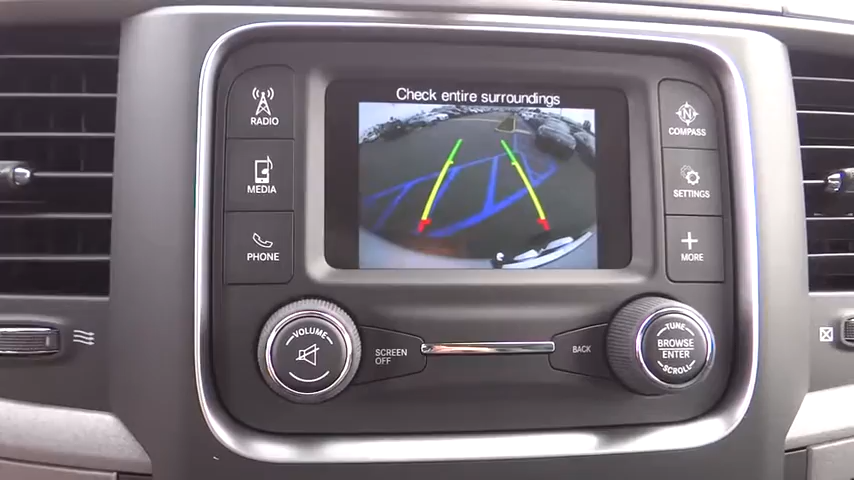 Check entire surroundings
RADIO
MEDIA
PHONE
N
COMPASS
SETTINGS
MORE
VOLUME
SCREEN
OFF
BACK
TUNE
BROWSE
ENTER
SCROLL